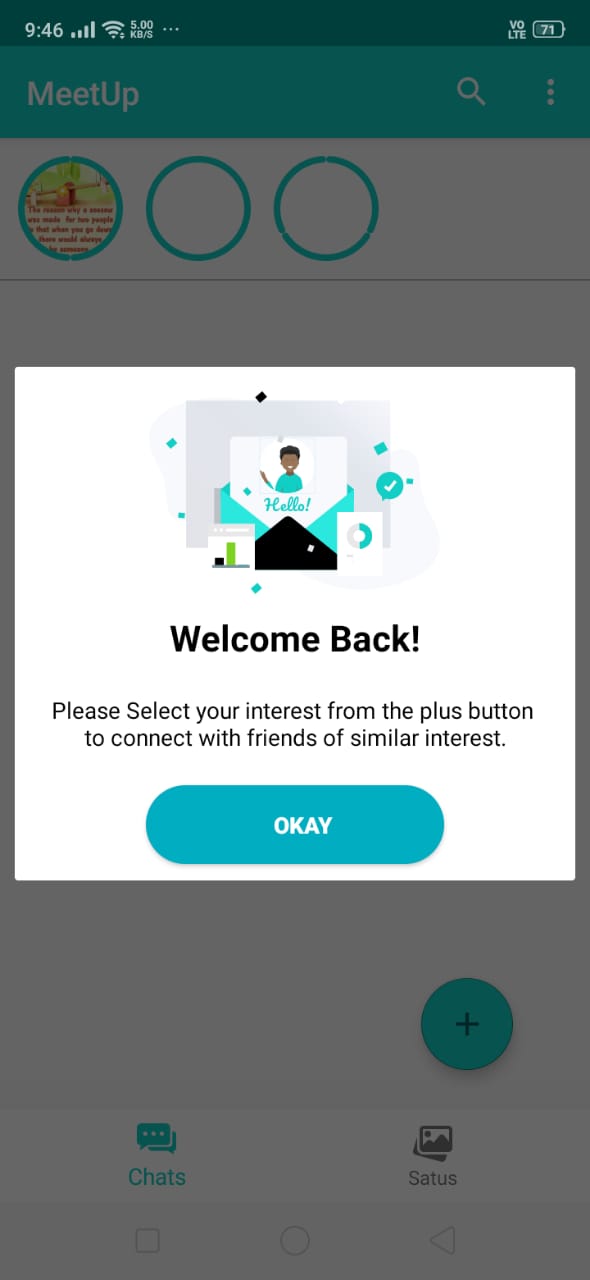 9:46 5.00 KB/S ... VO LTE 71
MeetUp
The reason why a seesaw
was made for two people
is that when you go down
there would always
be someone
Welcome Back!
Hello!
Please Select your interest from the plus button
to connect with friends of similar interest.
OKAY
Chats
Satus